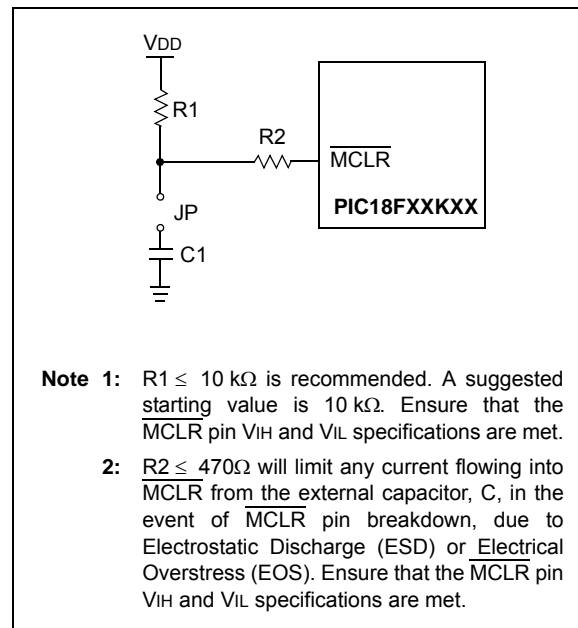 VDD
R1
R2
MCLR
JP
PIC18FXXKXX
C1
Note 1: R1 ≤ 10 kΩ is recommended. A suggested
starting value is 10 kΩ. Ensure that the
MCLR pin VIH and VIL specifications are met.
2: R2 ≤ 470Ω will limit any current flowing into
MCLR from the external capacitor, C, in the
event of MCLR pin breakdown, due to
Electrostatic Discharge (ESD) or Electrical
Overstress (EOS). Ensure that the MCLR pin
VIH and VIL specifications are met.